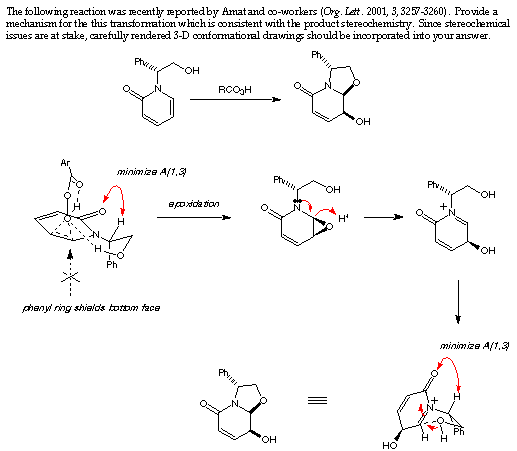 The following reaction was recently reported by Amat and co-workers (Org. Lett. 2001, 3, 3257-3260). Provide a
mechanism for the this transformation which is consistent with the product stereochemistry. Since stereochemical
issues are at stake, carefully rendered 3-D conformational drawings should be incorporated into your answer.
Ph
OH
O
N
RCO3H
Ph
O
N
O
OH
Ar
O
O
H
O
minimize A(1,3)
O
H
N
H
O
Ph
phenyl ring shields bottom face
epoxidation
Ph
OH
O
N
O
H+
Ph
OH
O
N
+
OH
minimize A(1,3)
O
H
N
+
O
Ph
H
H
HO
Ph
O
N
O
OH